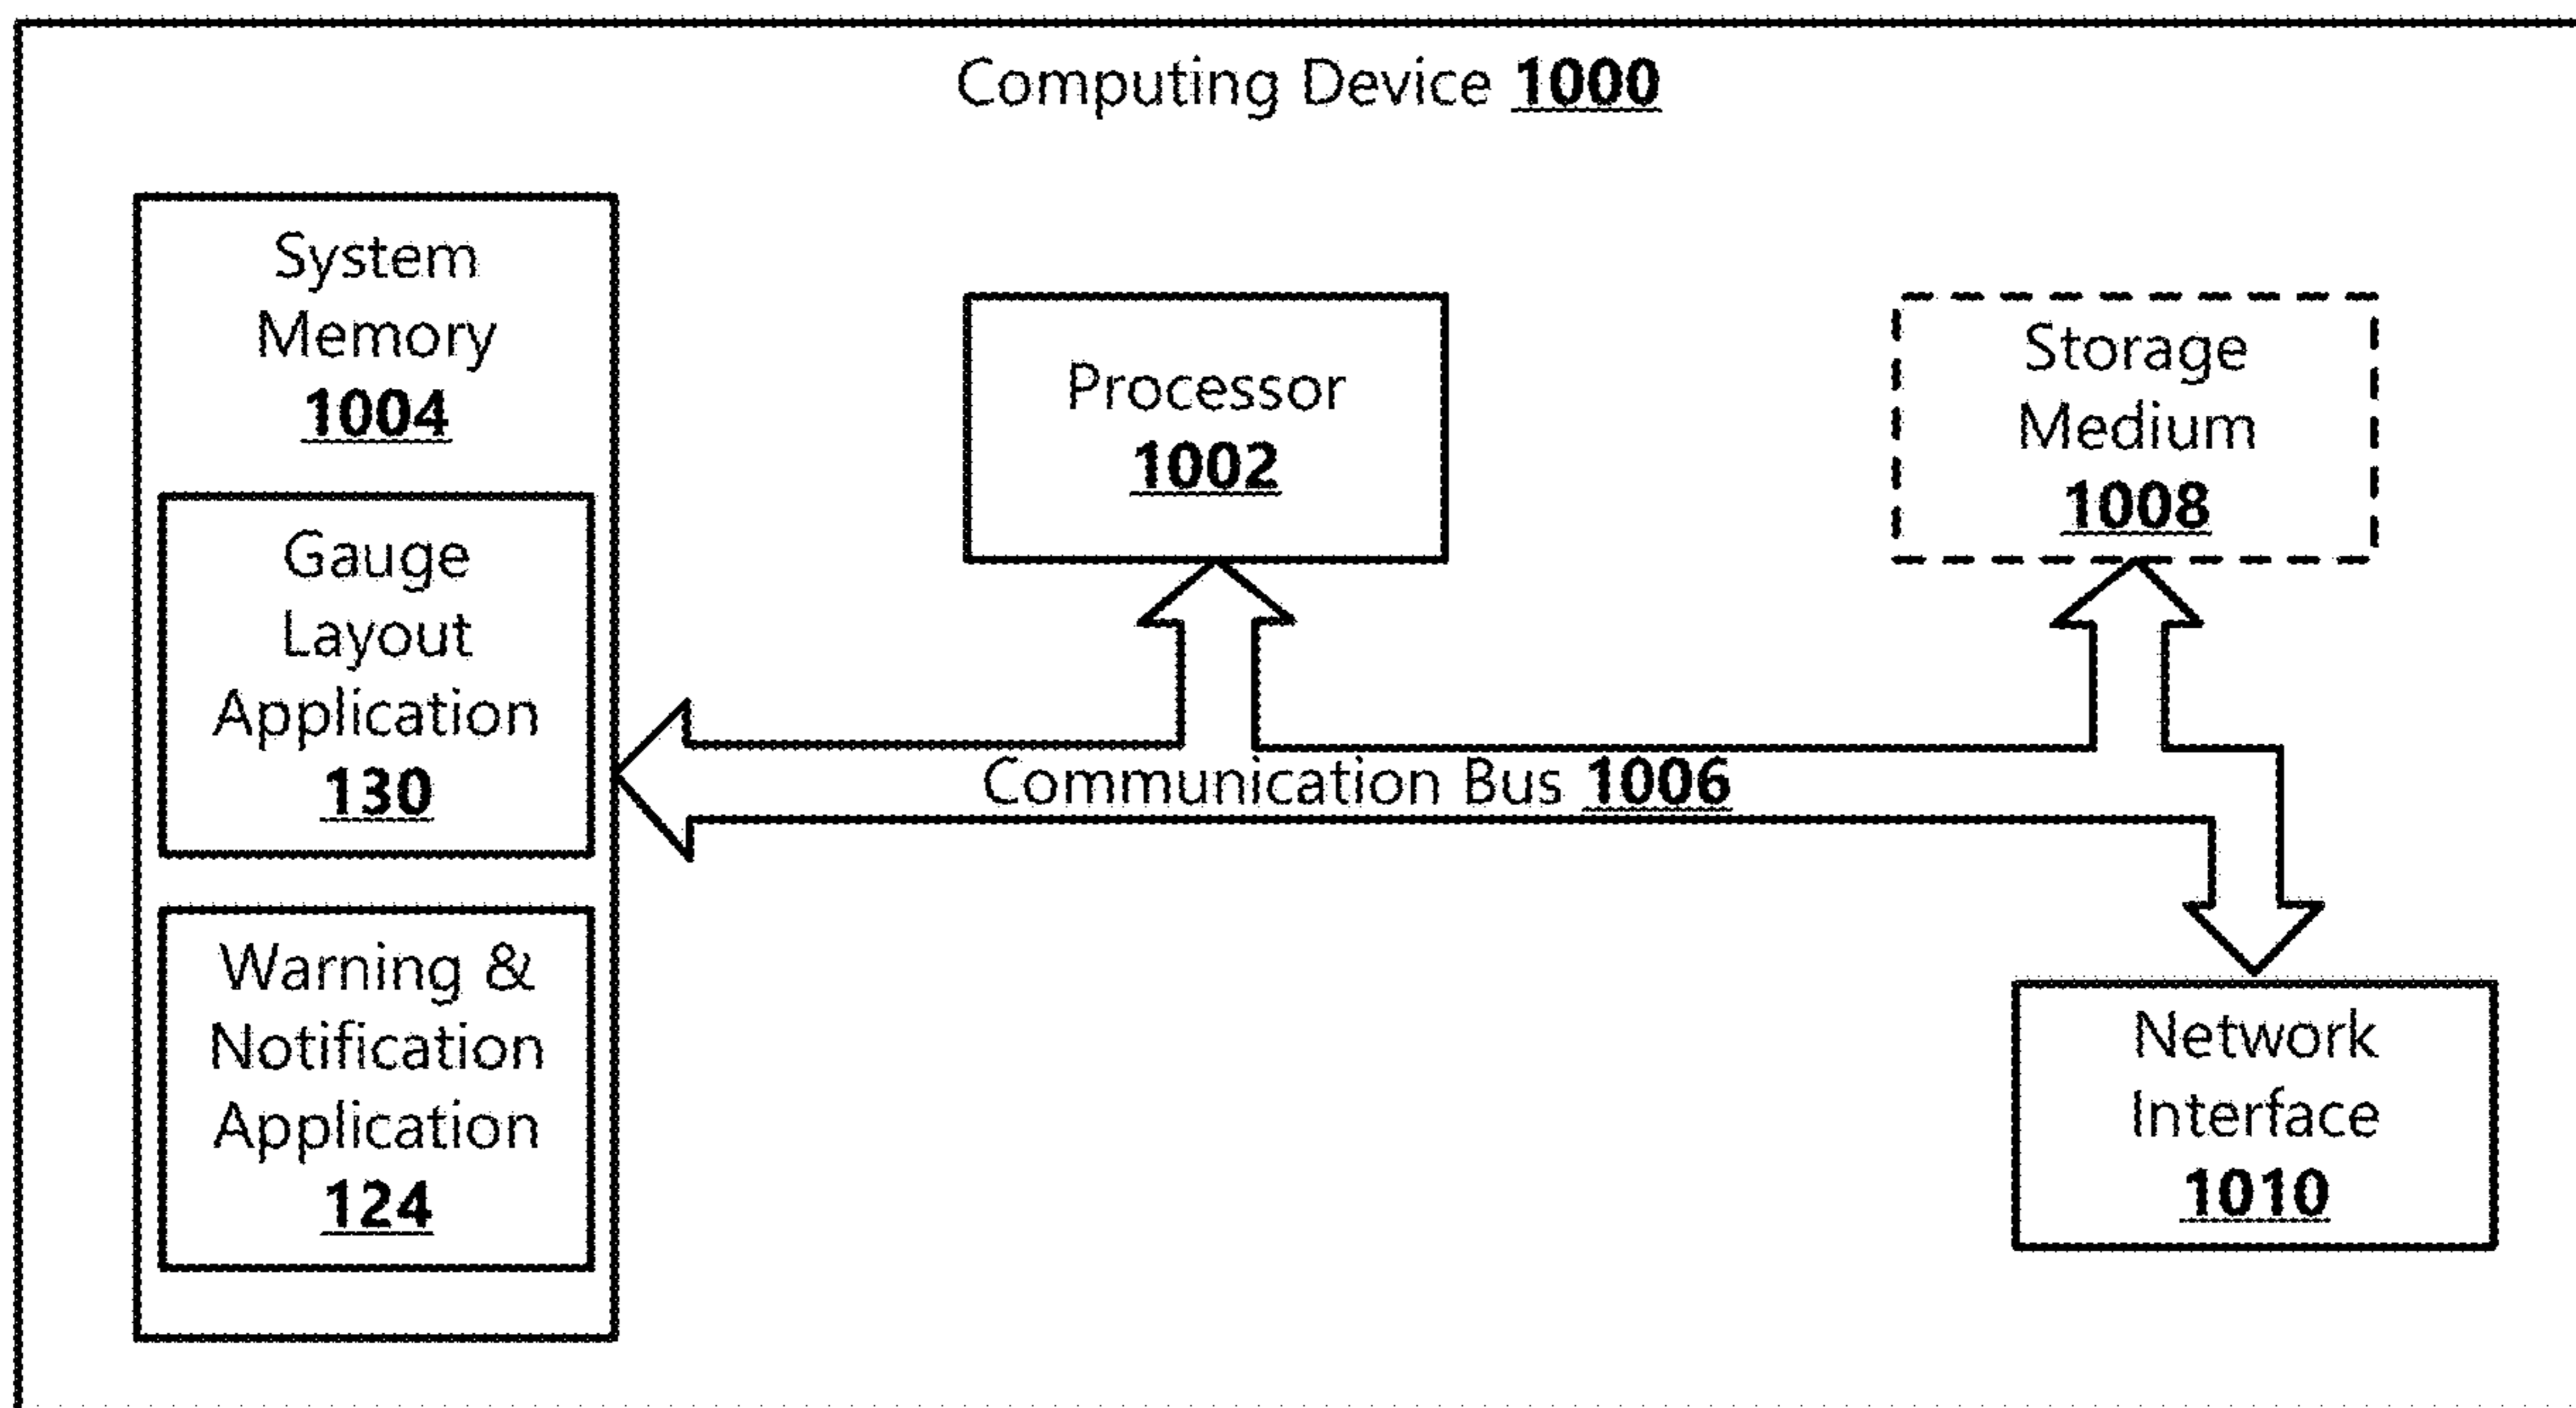 Computing Device 1000
System
Memory
1004
Gauge
Layout
Application
130
Warning &
Notification
Application
124
Processor
1002
Storage
Medium
1008
Communication Bus 1006
Network
Interface
1010